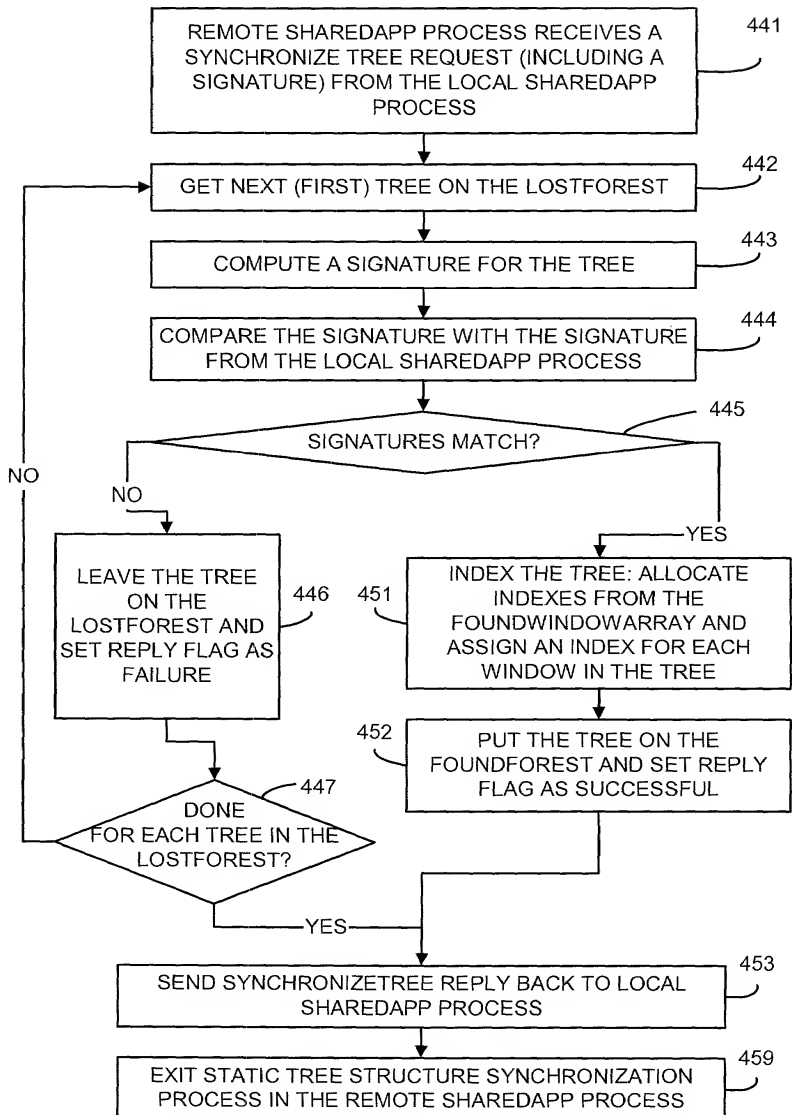 REMOTE SHAREDAPP PROCESS RECEIVES A
SYNCHRONIZE TREE REQUEST (INCLUDING A
SIGNATURE) FROM THE LOCAL SHAREDAPP
PROCESS
441
GET NEXT (FIRST) TREE ON THE LOSTFOREST
442
COMPUTE A SIGNATURE FOR THE TREE
443
COMPARE THE SIGNATURE WITH THE SIGNATURE
FROM THE LOCAL SHAREDAPP PROCESS
444
SIGNATURES MATCH?
445
NO
NO
YES
LEAVE THE TREE
ON THE
LOSTFOREST AND
SET REPLY FLAG AS
FAILURE
446
451
INDEX THE TREE: ALLOCATE
INDEXES FROM THE
FOUNDWINDOWARRAY AND
ASSIGN AN INDEX FOR EACH
WINDOW IN THE TREE
452
PUT THE TREE ON THE
FOUNDFOREST AND SET REPLY
FLAG AS SUCCESSFUL
447
DONE
FOR EACH TREE IN THE
LOSTFOREST?
YES
SEND SYNCHRONIZETREE REPLY BACK TO LOCAL
SHAREDAPP PROCESS
453
EXIT STATIC TREE STRUCTURE SYNCHRONIZATION
PROCESS IN THE REMOTE SHAREDAPP PROCESS
459